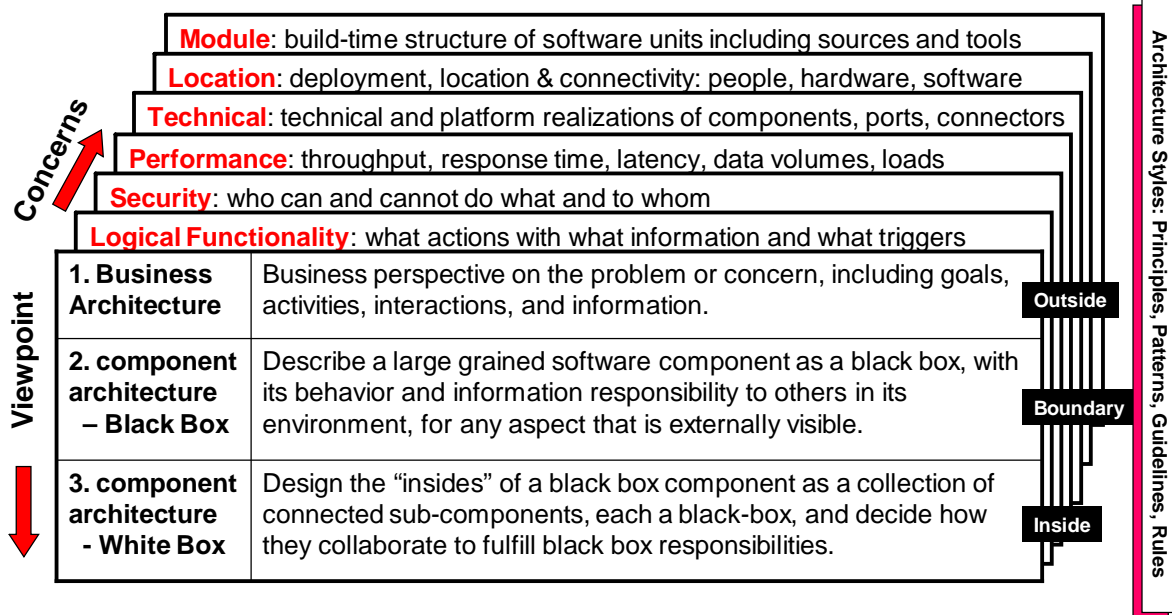 Module: build-time structure of software units including sources and tools
Location: deployment, location & connectivity: people, hardware, software
Technical: technical and platform realizations of components, ports, connectors
Performance: throughput, response time, latency, data volumes, loads
Security: who can and cannot do what and to whom
Logical Functionality: what actions with what information and what triggers
Concerns
Viewpoint
1. Business
Architecture
Business perspective on the problem or concern, including goals,
activities, interactions, and information.
Outside
2. component
architecture
– Black Box
Describe a large grained software component as a black box, with
its behavior and information responsibility to others in its
environment, for any aspect that is externally visible.
Boundary
3. component
architecture
- White Box
Design the “insides” of a black box component as a collection of
connected sub-components, each a black-box, and decide how
they collaborate to fulfill black box responsibilities.
Inside
Architecture Styles: Principles, Patterns, Guidelines, Rules